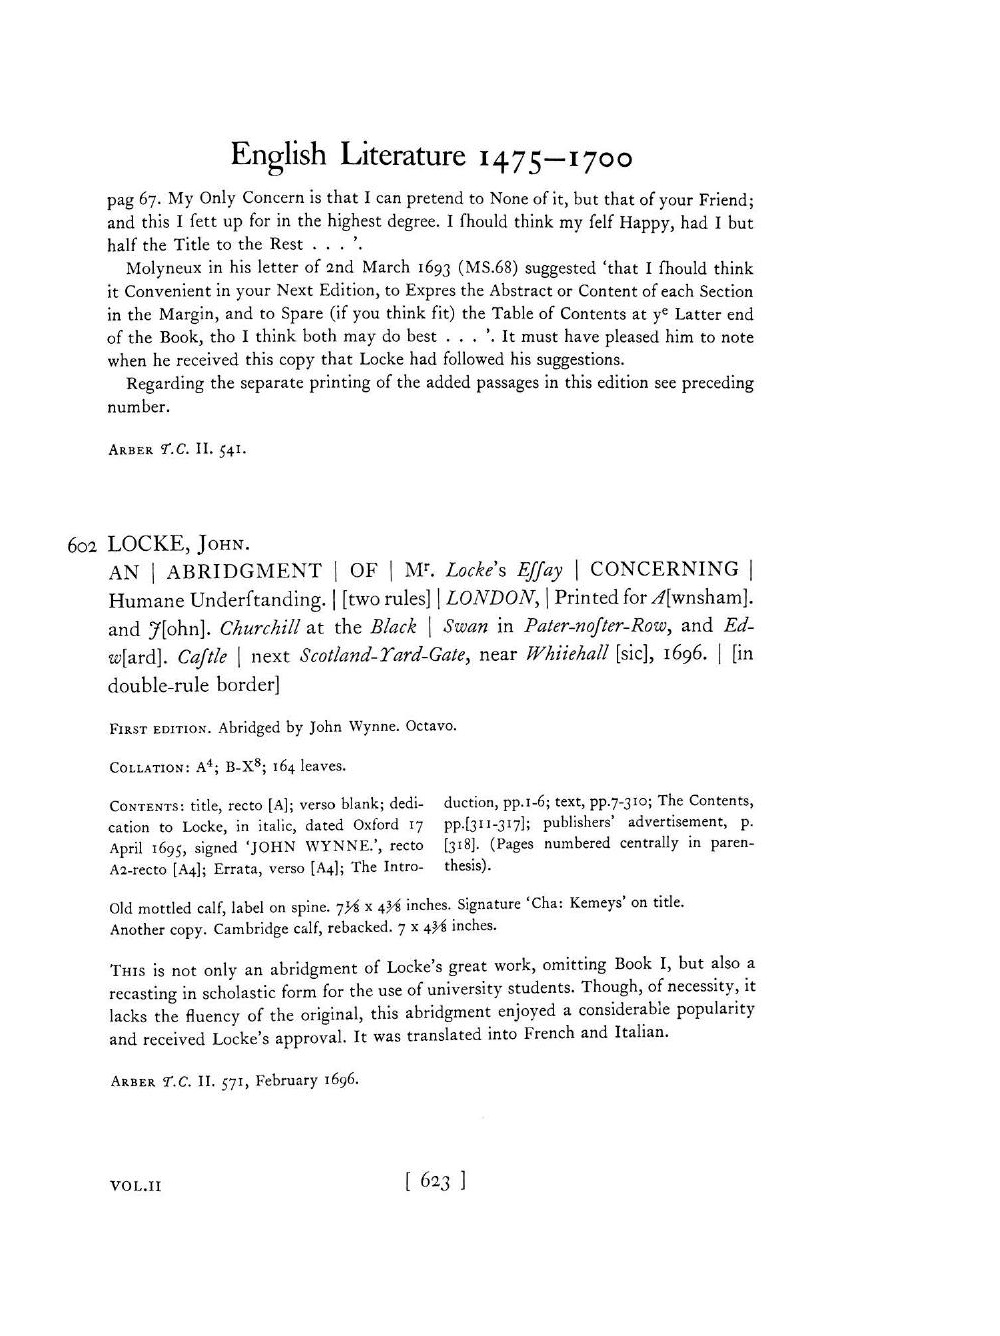 English Literature 1475—1700
pag 67. My Only Concern is that I can pretend to None of it, but that of your Friend;
and this I ſett up for in the highest degree. I ſhould think my ſelf Happy, had I but
half the Title to the Rest . . . ’.
Molyneux in his letter of 2nd March 1693 (MS.68) suggested ‘that I ſhould think
it Convenient in your Next Edition, to Expres the Abstract or Content of each Section
in the Margin, and to Spare (if you think fit) the Table of Contents at yᵉ Latter end
of the Book, tho I think both may do best . . . ’. It must have pleased him to note
when he received this copy that Locke had followed his suggestions.
Regarding the separate printing of the added passages in this edition see preceding
number.
Arber T.C. II. 541.
602 LOCKE, John.
AN | ABRIDGMENT | OF | Mʳ. Locke's Eſſay | CONCERNING |
Humane Underſtanding. | [two rules] | LONDON, | Printed for A[wnsham].
and J[ohn]. Churchill at the Black | Swan in Pater-noſter-Row, and Ed-
w[ard]. Caſtle | next Scotland-Yard-Gate, near Whiiehall [sic], 1696. | [in
double-rule border]
First edition. Abridged by John Wynne. Octavo.
Collation: A⁴; B-X⁸; 164 leaves.
Contents: title, recto [A]; verso blank; dedi-
cation to Locke, in italic, dated Oxford 17
April 1695, signed ‘JOHN WYNNE.’, recto
A2-recto [A4]; Errata, verso [A4]; The Intro-
duction, pp.1-6; text, pp.7-310; The Contents,
pp.[311-317]; publishers’ advertisement, p.
[318]. (Pages numbered centrally in paren-
thesis).
Old mottled calf, label on spine. 7⅛ x 4⅜ inches. Signature ‘Cha: Kemeys’ on title.
Another copy. Cambridge calf, rebacked. 7 x 4⅜ inches.
This is not only an abridgment of Locke's great work, omitting Book I, but also a
recasting in scholastic form for the use of university students. Though, of necessity, it
lacks the fluency of the original, this abridgment enjoyed a considerable popularity
and received Locke's approval. It was translated into French and Italian.
Arber T.C. II. 571, February 1696.
VOL.II [ 623 ]